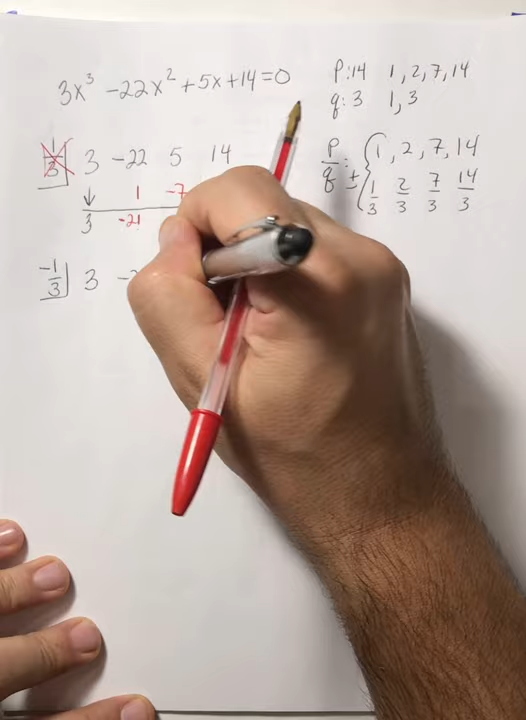 3x³ -22x² +5x+14=0
P:14 1,2,7,14
q:3 1,3
1/3 3 -22 5 14
1 -7
3 -21
p/q: ± { 1, 2, 7, 14
1/3 2/3 7/3 14/3
-1/3 3